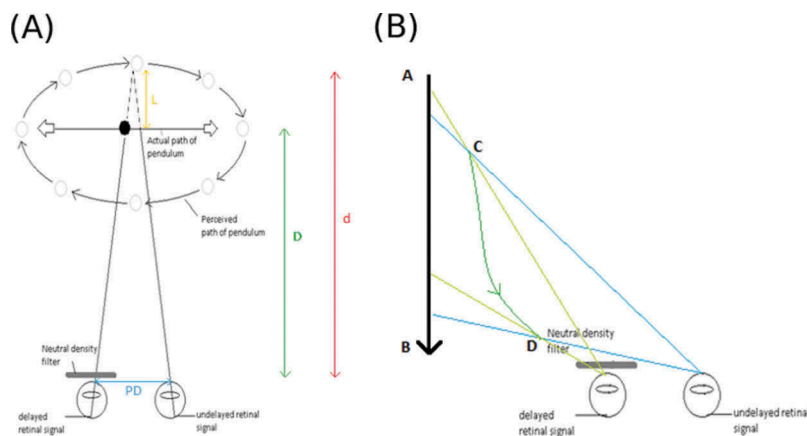 (A)
L
Actual path of
pendulum
Perceived
path of pendulum
D
d
Neutral density
filter
PD
delayed
retinal signal
undelayed retinal
signal
(B)
A
C
B
D
Neutral density
filter
delayed
retinal signal
undelayed retinal
signal